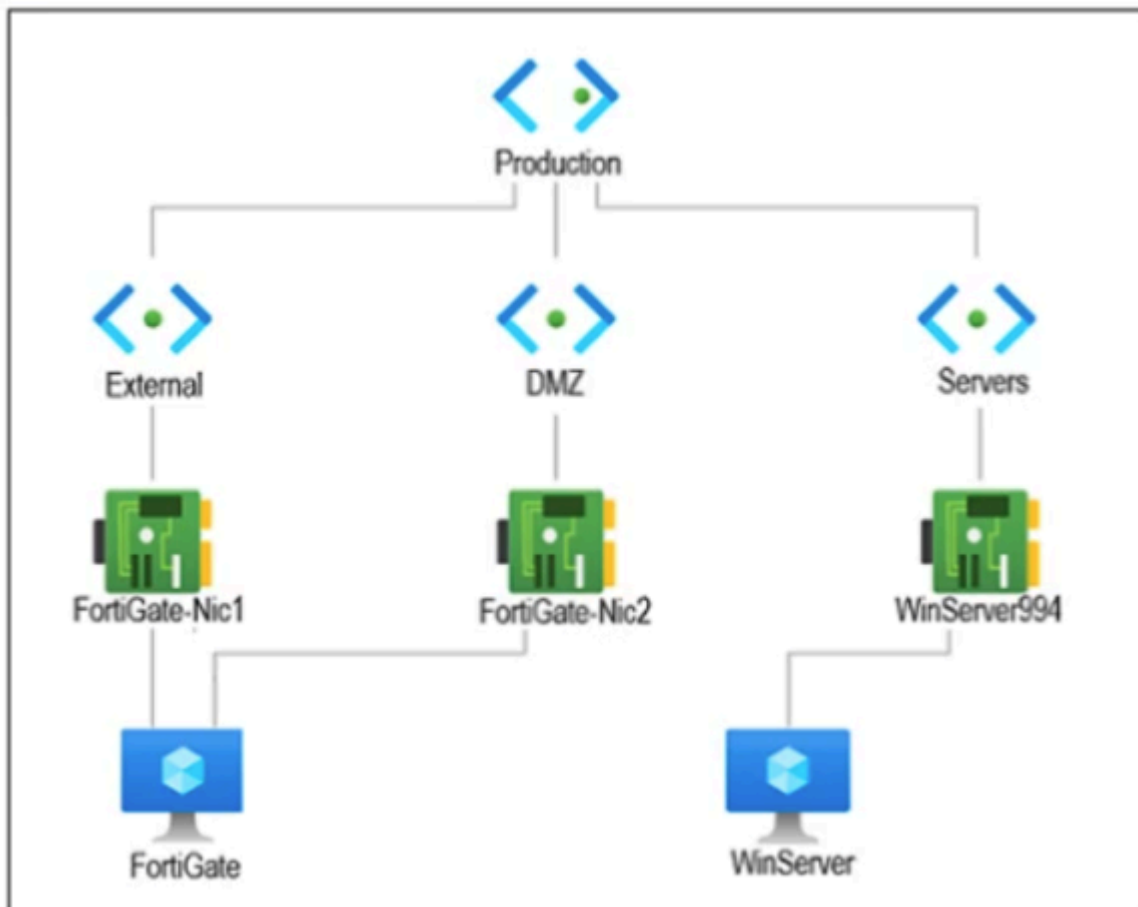 Production
External
DMZ
Servers
FortiGate-Nic1
FortiGate-Nic2
WinServer994
FortiGate
WinServer